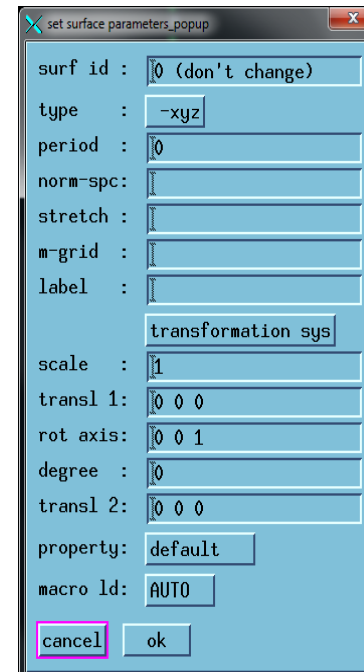 set surface parameters_popup
surf id : 0 (don't change)
type : -xyz
period : 0
norm-spc:
stretch :
m-grid :
label :
transformation sys
scale : 1
transl 1: 0 0 0
rot axis: 0 0 1
degree : 0
transl 2: 0 0 0
property: default
macro ld: AUTO
cancel ok